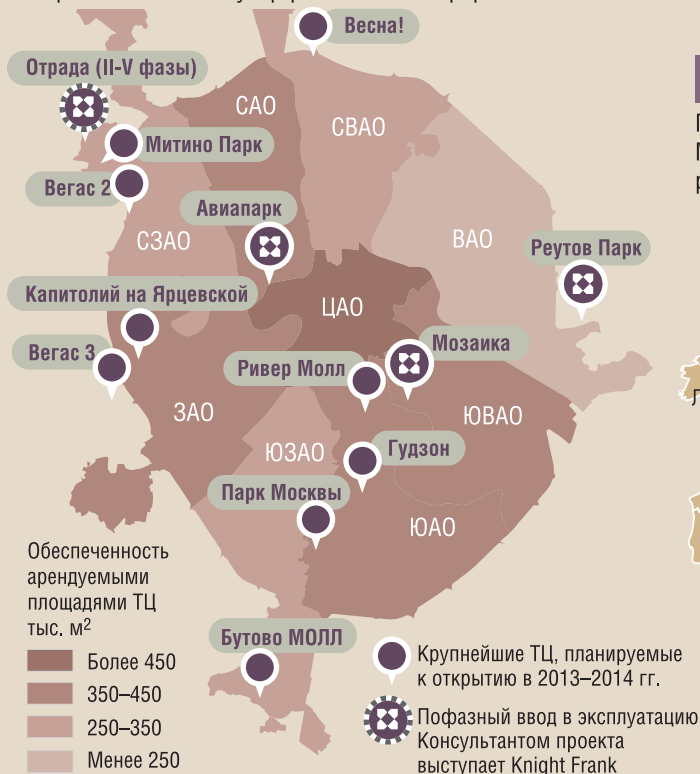 Весна!
Отрада (II-V фазы)
САО
СВАО
Митино Парк
Вегас 2
Авиапарк
СЗАО
ВАО
Реутов Парк
Капитолий на Ярцевской
ЦАО
Мозаика
Вегас 3
Ривер Молл
ЗАО
ЮВАО
ЮЗАО
Гудзон
Парк Москвы
ЮАО
Обеспеченность
арендуемыми
площадями ТЦ
тыс. м2
Более 450
350–450
250–350
Менее 250
Бутово МОЛЛ
Крупнейшие ТЦ, планируемые
к открытию в 2013–2014 гг.
Пофазный ввод в эксплуатацию
Консультантом проекта
выступает Knight Frank